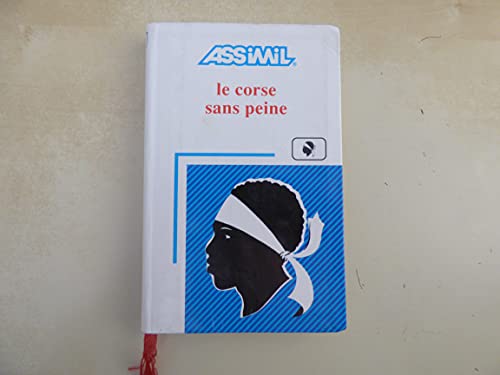 ASSiMiL
le corse
sans peine